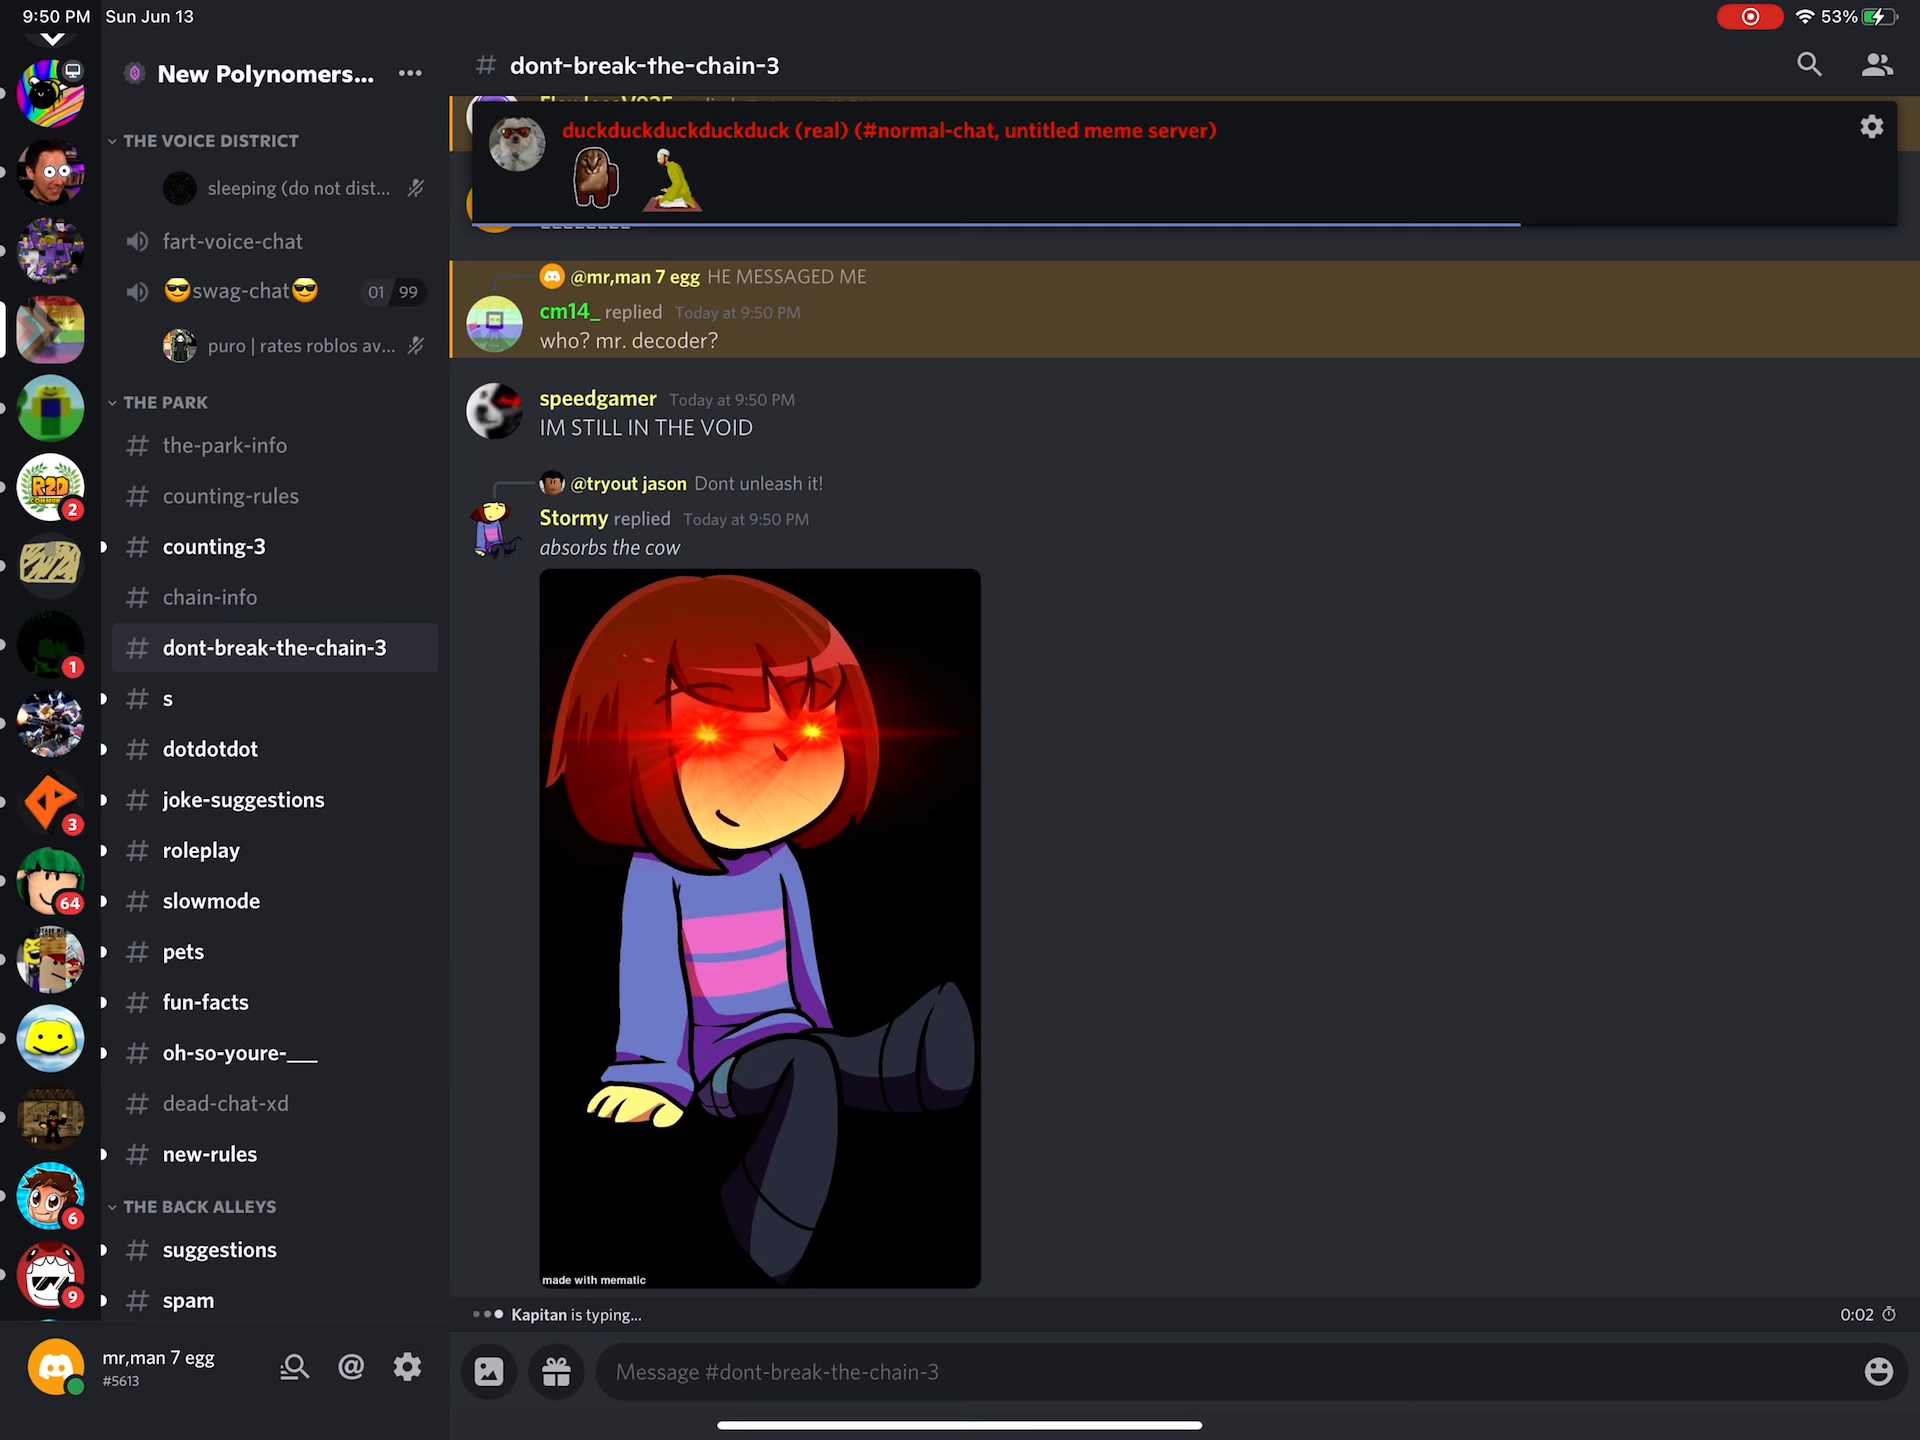 9:50 PM Sun Jun 13
53%
New Polynomers...
THE VOICE DISTRICT
sleeping (do not dist...
fart-voice-chat
😎swag-chat😎 01 99
puro | rates roblos av...
THE PARK
the-park-info
counting-rules
counting-3
chain-info
dont-break-the-chain-3
s
dotdotdot
joke-suggestions
roleplay
slowmode
pets
fun-facts
oh-so-youre-___
dead-chat-xd
new-rules
THE BACK ALLEYS
suggestions
spam
R2D
2
1
3
64
6
9
mr,man 7 egg
#5613
# dont-break-the-chain-3
duckduckduckduckduck (real) (#normal-chat, untitled meme server)
@mr,man 7 egg HE MESSAGED ME
cm14_ replied Today at 9:50 PM
who? mr. decoder?
speedgamer Today at 9:50 PM
IM STILL IN THE VOID
@tryout jason Dont unleash it!
Stormy replied Today at 9:50 PM
absorbs the cow
made with mematic
Kapitan is typing...
0:02
Message #dont-break-the-chain-3